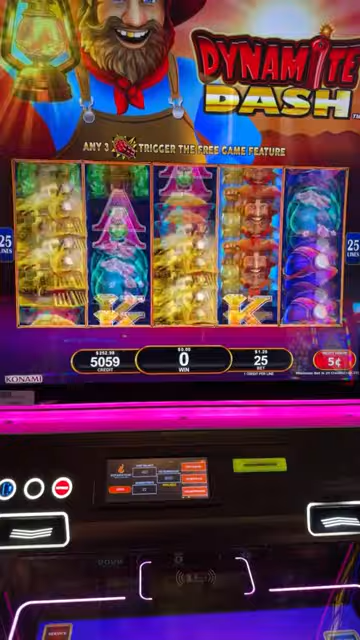 DYNAMITE
DASH™
ANY 3 TRIGGER THE FREE GAME FEATURE
25
LINES
25
LINES
$252.95
5059
CREDIT
$0.00
0
WIN
$1.25
25
BET
1 CREDIT PER LINE
5¢
KONAMI